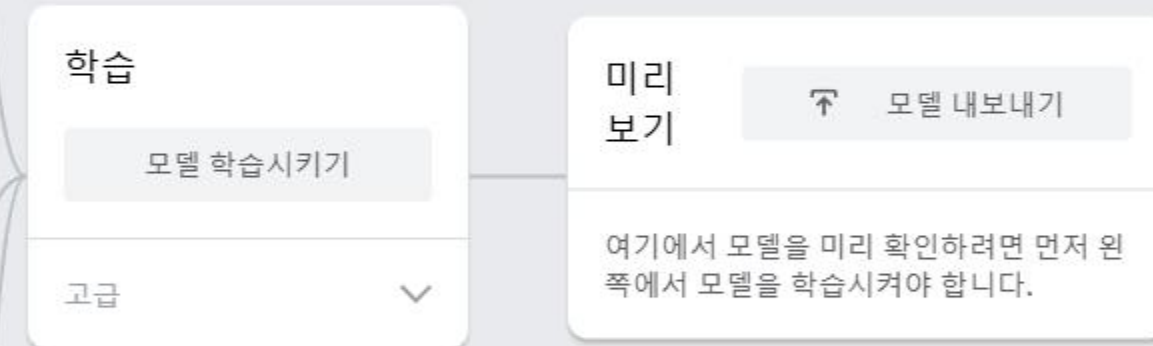 학습
모델 학습시키기
고급
미리
보기
모델 내보내기
여기에서 모델을 미리 확인하려면 먼저 왼
쪽에서 모델을 학습시켜야 합니다.